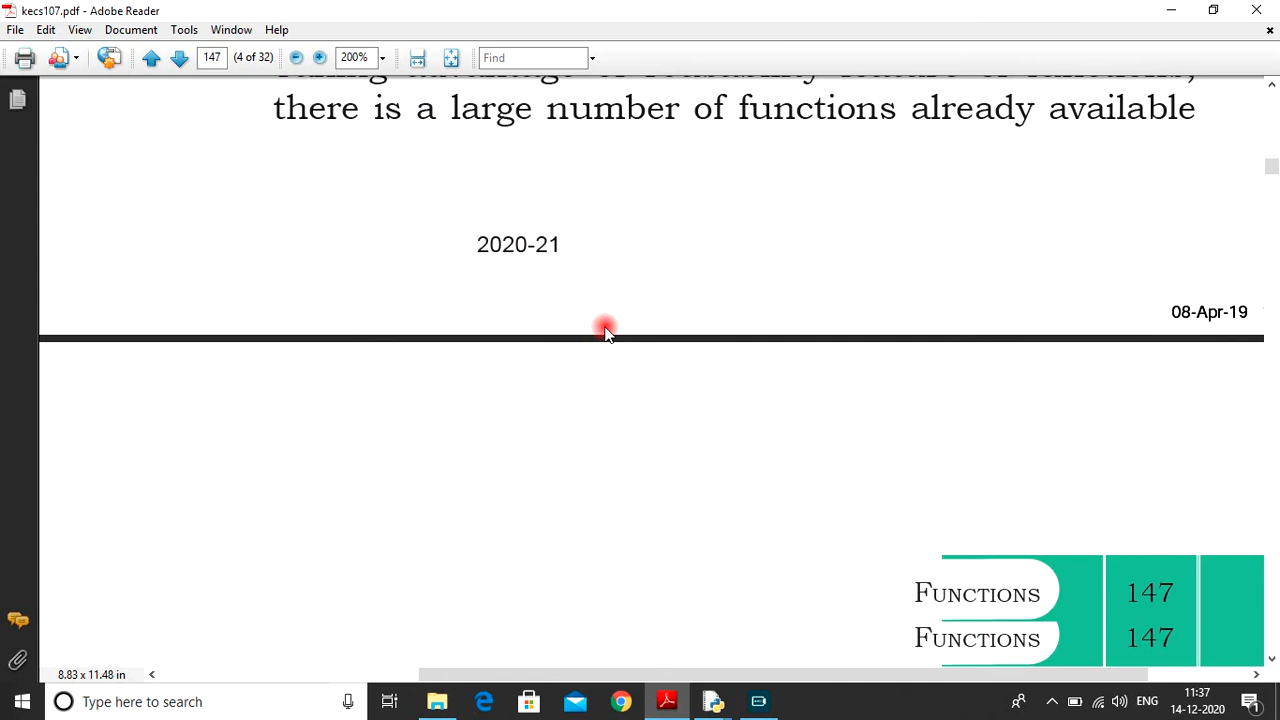 kecs107.pdf - Adobe Reader
File Edit View Document Tools Window Help
147 (4 of 32) 200% Find
there is a large number of functions already available
2020-21
08-Apr-19
FUNCTIONS 147
FUNCTIONS 147
8.83 x 11.48 in
Type here to search
ENG
11:37
14-12-2020
1